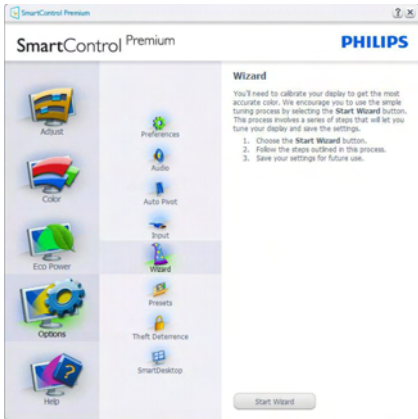 SmartControl Premium
? ×
SmartControl Premium
PHILIPS
Adjust
Color
Eco Power
Options
Help
Preferences
Audio
Auto Pivot
Input
Wizard
Presets
Theft Deterrence
SmartDesktop
Wizard
You'll need to calibrate your display to get the most
accurate color. We encourage you to use the simple
tuning process by selecting the Start Wizard button.
This process involves a series of steps that will let you
tune your display and save the settings.
1. Choose the Start Wizard button.
2. Follow the steps outlined in this process.
3. Save your settings for future use.
Start Wizard